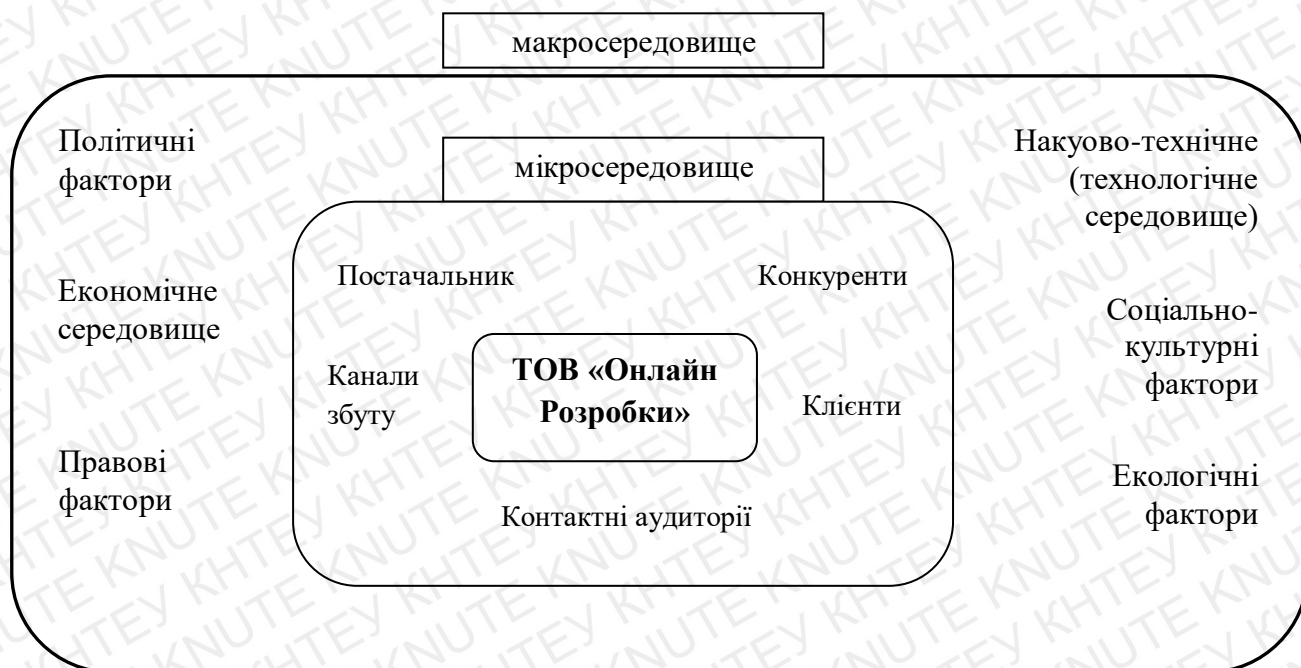 макросередовище
Політичні
фактори
мікросередовище
Накуово-технічне
(технологічне
середовище)
Постачальник
Конкуренти
Економічне
середовище
Соціально-
культурні
фактори
Канали
збуту
ТОВ «Онлайн
Розробки»
Клієнти
Правові
фактори
Контактні аудиторії
Екологічні
фактори